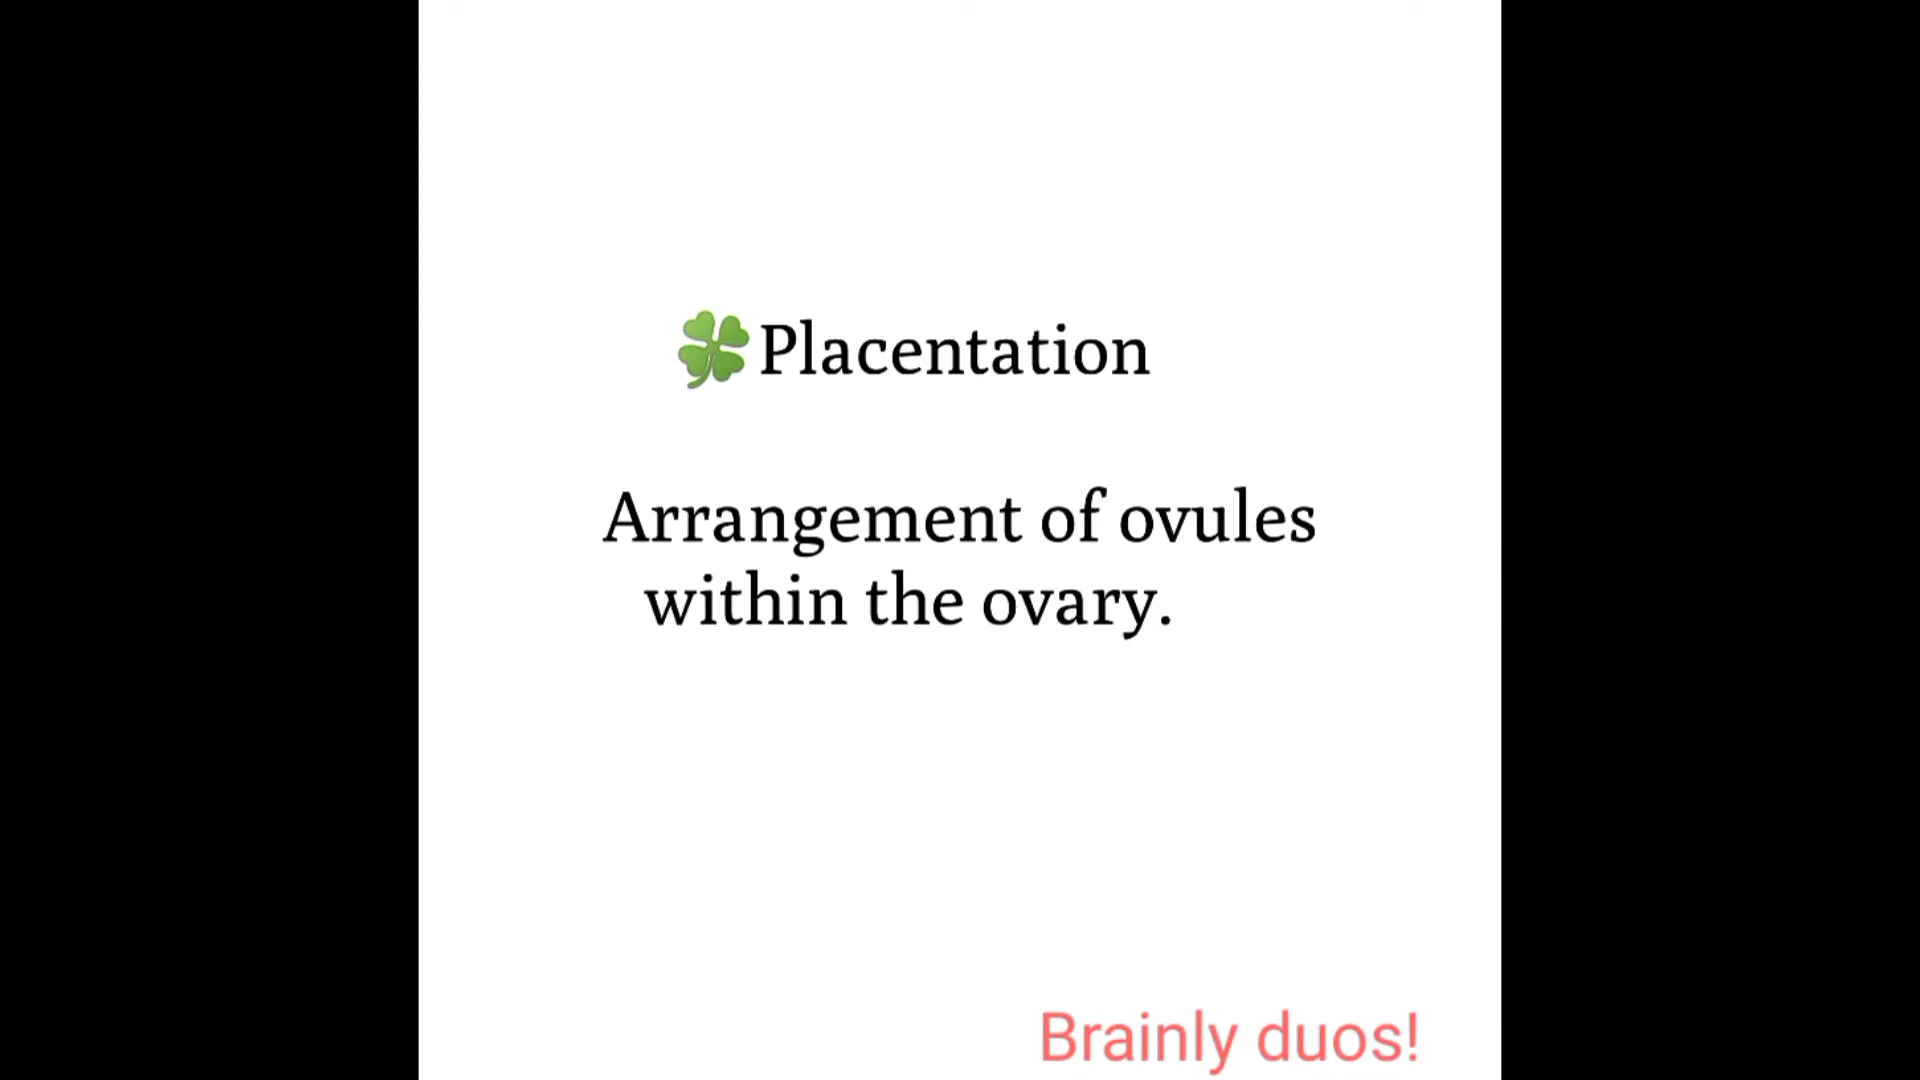 🍀Placentation
Arrangement of ovules
within the ovary.
Brainly duos!